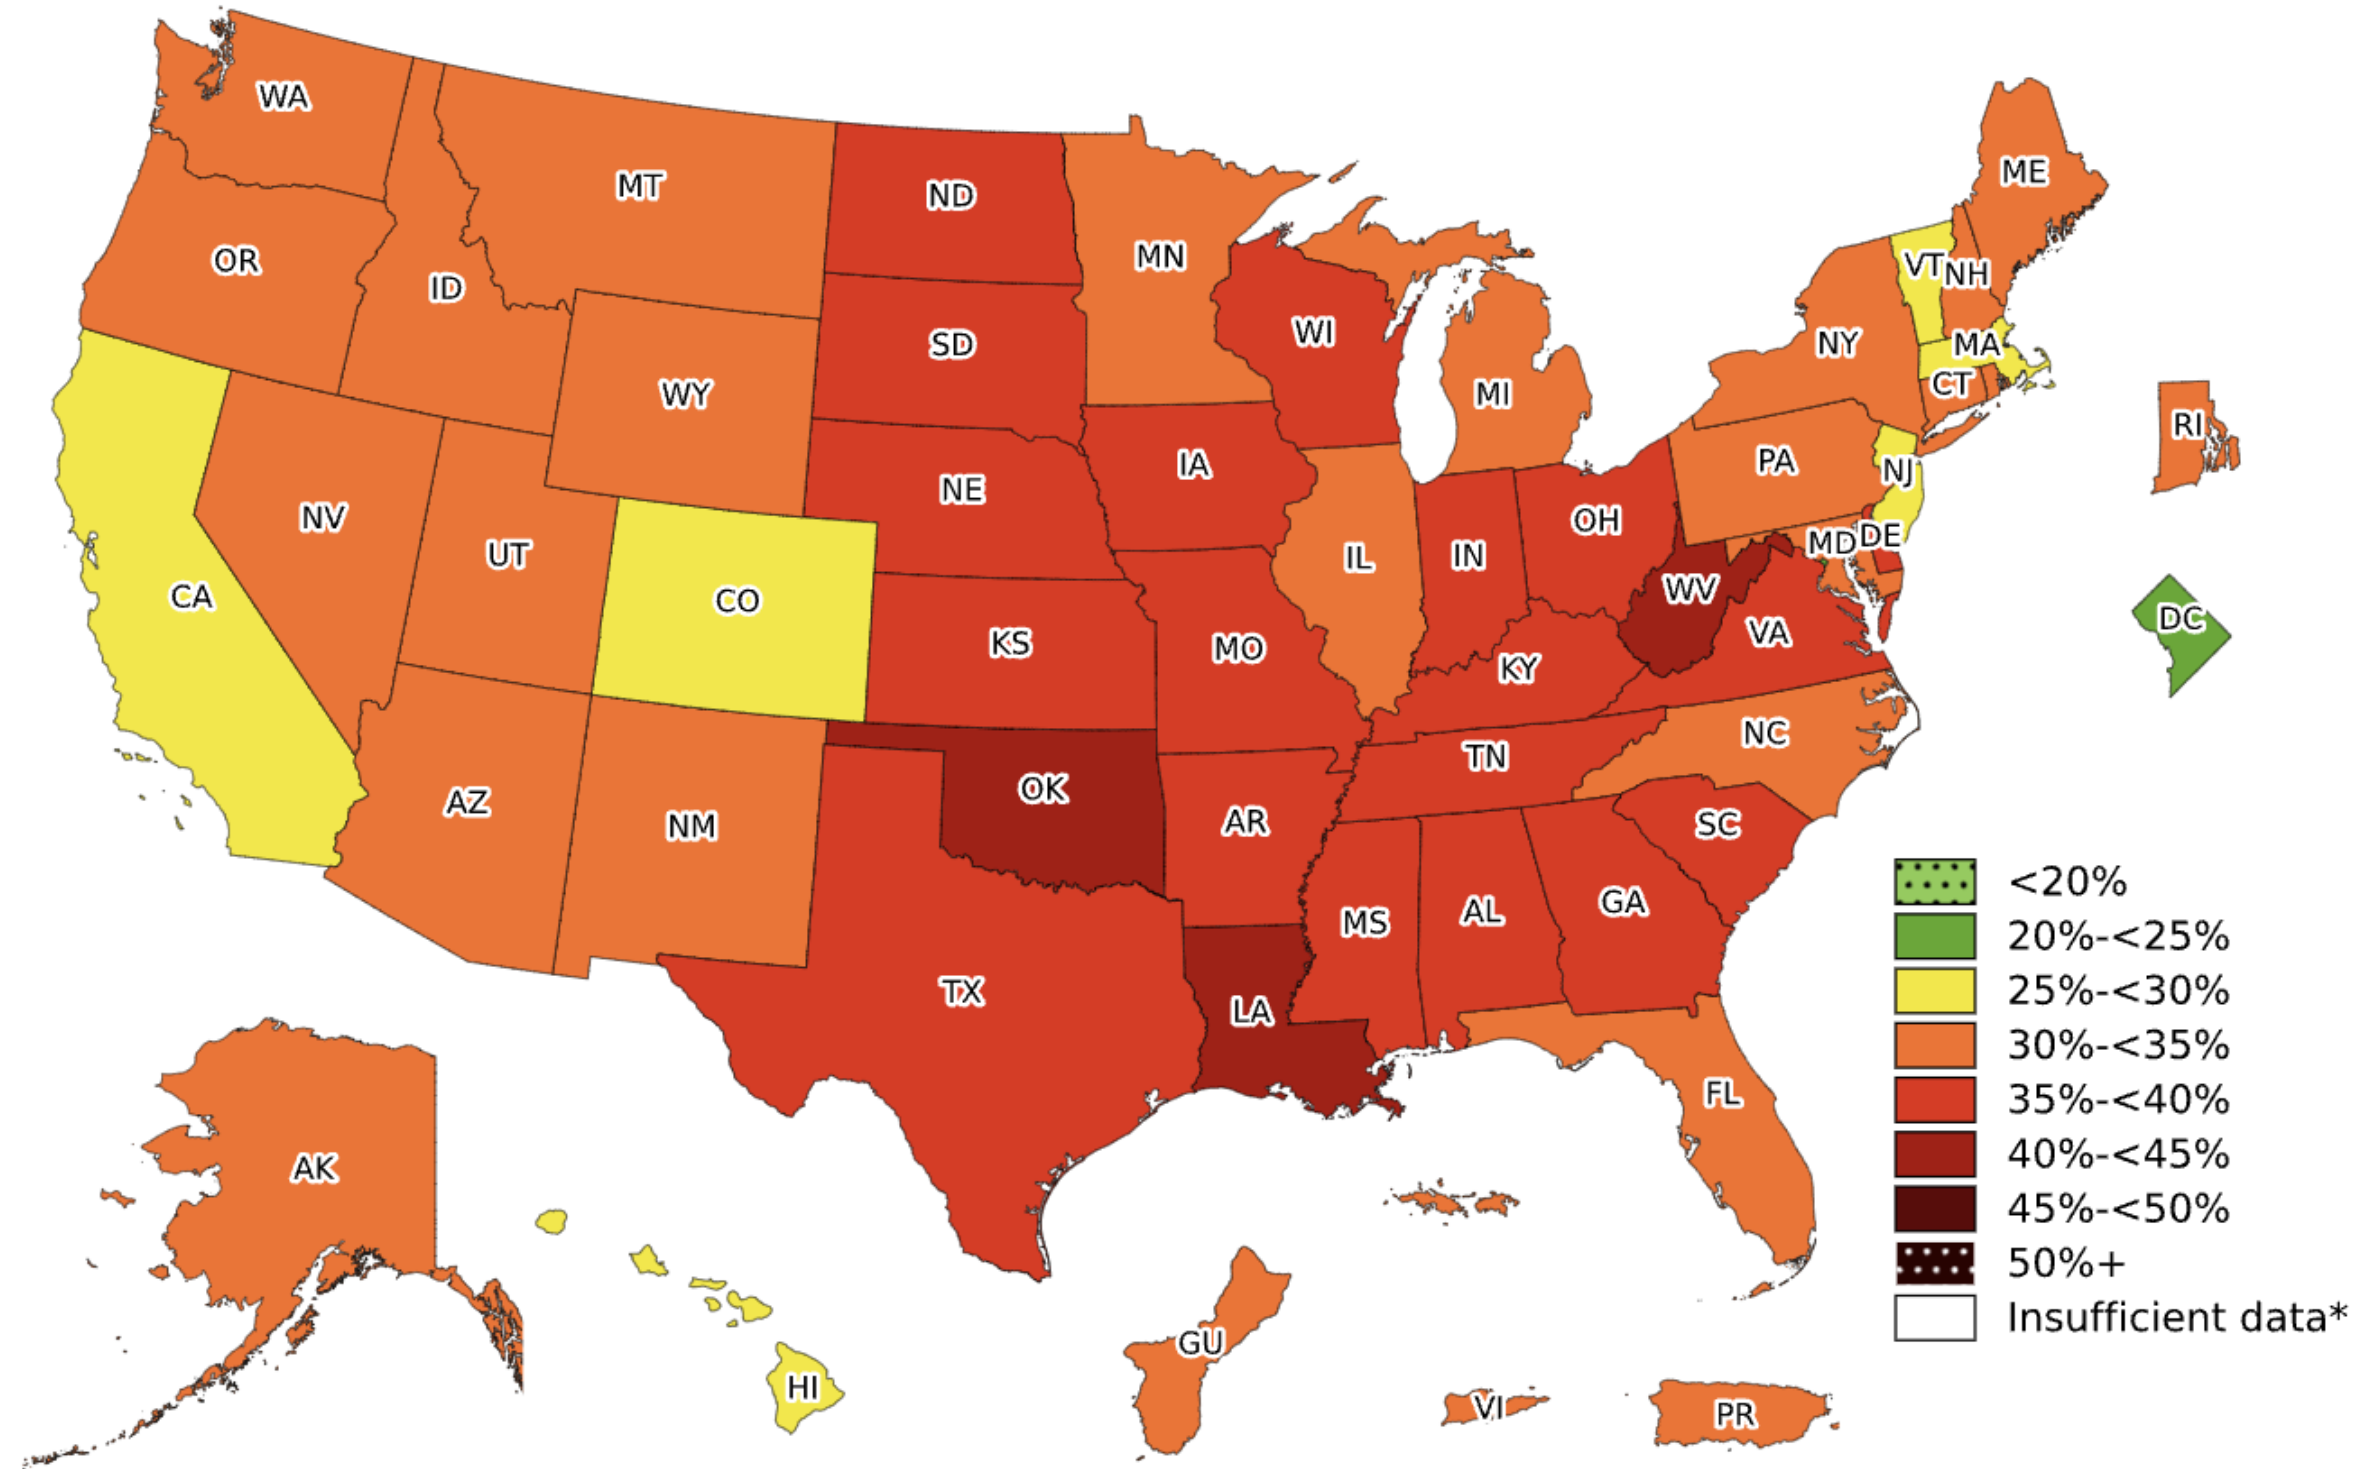 WA
MT
ND
MN
ME
OR
ID
VT
NH
SD
WI
NY
MA
WY
MI
CT
RI
IA
PA
NJ
NE
NV
OH
UT
IL
IN
MD
DE
CA
CO
WV
DC
KS
MO
VA
KY
NC
TN
OK
AZ
NM
AR
SC
MS
AL
GA
TX
LA
FL
AK
GU
HI
VI
PR
<20%
20%-<25%
25%-<30%
30%-<35%
35%-<40%
40%-<45%
45%-<50%
50%+
Insufficient data*